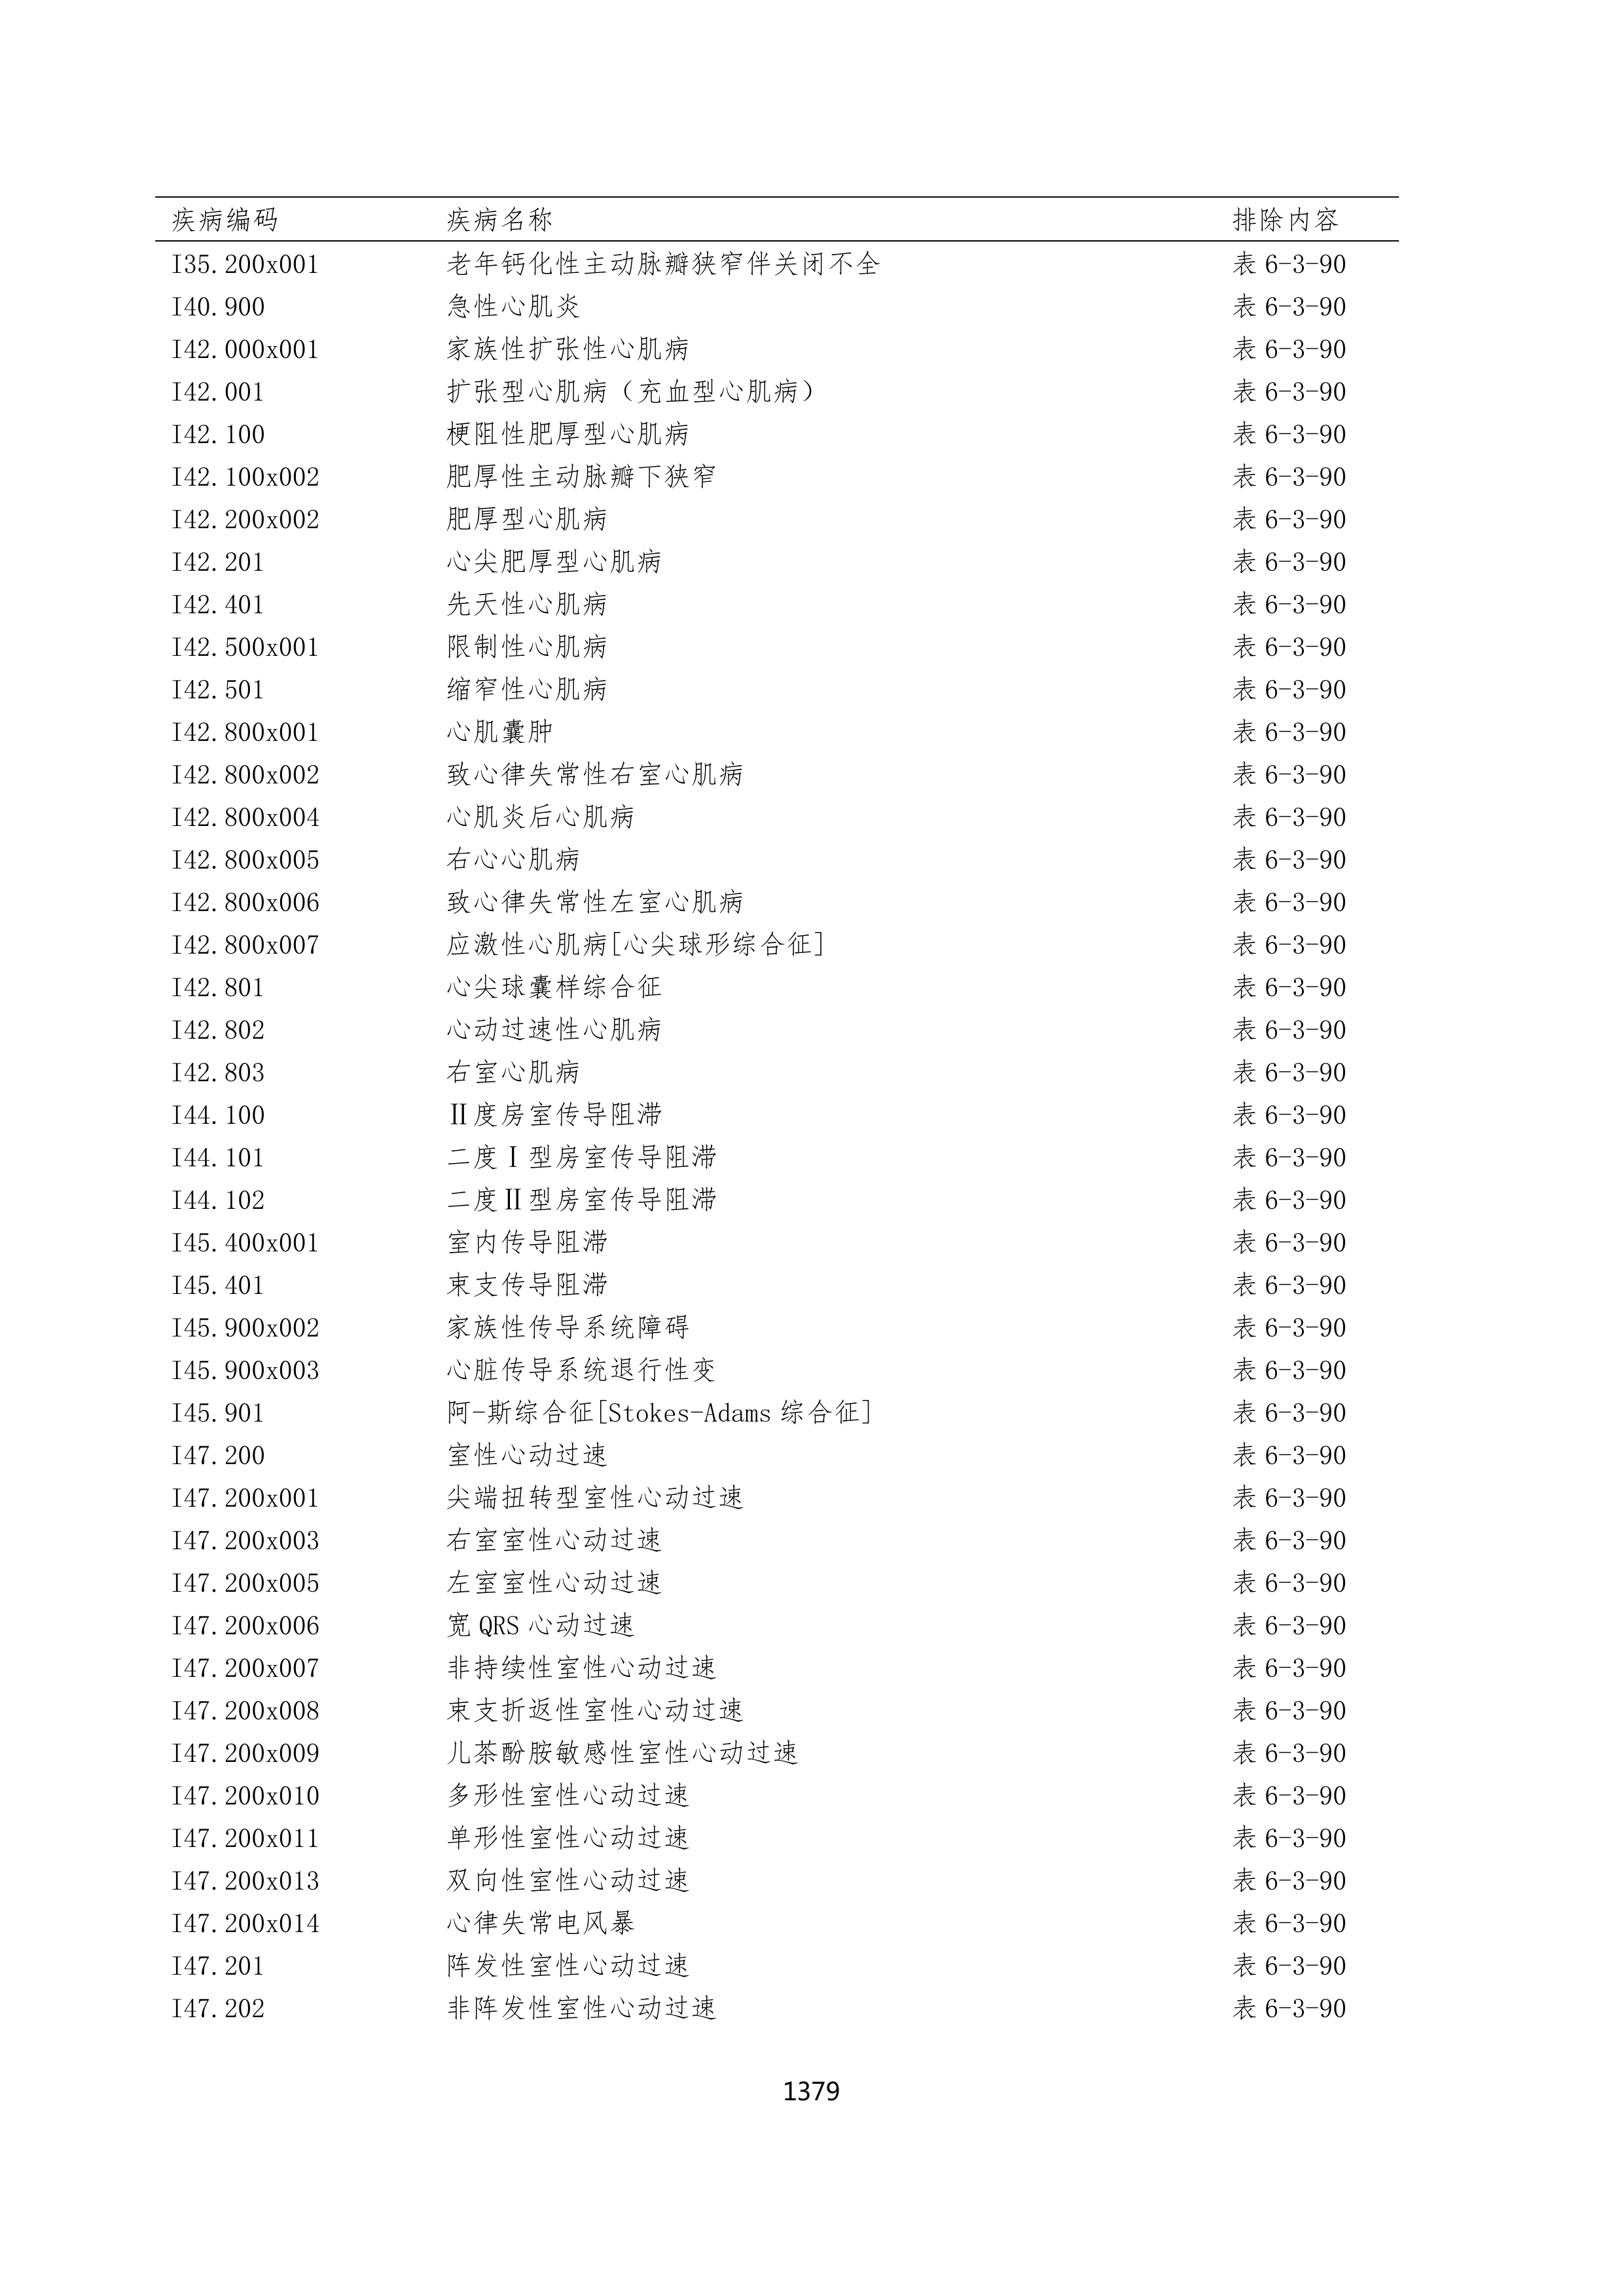 疾病编码 疾病名称 排除内容
I35.200x001 老年钙化性主动脉瓣狭窄伴关闭不全 表 6-3-90
I40.900 急性心肌炎 表 6-3-90
I42.000x001 家族性扩张性心肌病 表 6-3-90
I42.001 扩张型心肌病（充血型心肌病） 表 6-3-90
I42.100 梗阻性肥厚型心肌病 表 6-3-90
I42.100x002 肥厚性主动脉瓣下狭窄 表 6-3-90
I42.200x002 肥厚型心肌病 表 6-3-90
I42.201 心尖肥厚型心肌病 表 6-3-90
I42.401 先天性心肌病 表 6-3-90
I42.500x001 限制性心肌病 表 6-3-90
I42.501 缩窄性心肌病 表 6-3-90
I42.800x001 心肌囊肿 表 6-3-90
I42.800x002 致心律失常性右室心肌病 表 6-3-90
I42.800x004 心肌炎后心肌病 表 6-3-90
I42.800x005 右心心肌病 表 6-3-90
I42.800x006 致心律失常性左室心肌病 表 6-3-90
I42.800x007 应激性心肌病[心尖球形综合征] 表 6-3-90
I42.801 心尖球囊样综合征 表 6-3-90
I42.802 心动过速性心肌病 表 6-3-90
I42.803 右室心肌病 表 6-3-90
I44.100 Ⅱ度房室传导阻滞 表 6-3-90
I44.101 二度Ⅰ型房室传导阻滞 表 6-3-90
I44.102 二度Ⅱ型房室传导阻滞 表 6-3-90
I45.400x001 室内传导阻滞 表 6-3-90
I45.401 束支传导阻滞 表 6-3-90
I45.900x002 家族性传导系统障碍 表 6-3-90
I45.900x003 心脏传导系统退行性变 表 6-3-90
I45.901 阿-斯综合征[Stokes-Adams 综合征] 表 6-3-90
I47.200 室性心动过速 表 6-3-90
I47.200x001 尖端扭转型室性心动过速 表 6-3-90
I47.200x003 右室室性心动过速 表 6-3-90
I47.200x005 左室室性心动过速 表 6-3-90
I47.200x006 宽 QRS 心动过速 表 6-3-90
I47.200x007 非持续性室性心动过速 表 6-3-90
I47.200x008 束支折返性室性心动过速 表 6-3-90
I47.200x009 儿茶酚胺敏感性室性心动过速 表 6-3-90
I47.200x010 多形性室性心动过速 表 6-3-90
I47.200x011 单形性室性心动过速 表 6-3-90
I47.200x013 双向性室性心动过速 表 6-3-90
I47.200x014 心律失常电风暴 表 6-3-90
I47.201 阵发性室性心动过速 表 6-3-90
I47.202 非阵发性室性心动过速 表 6-3-90
1379